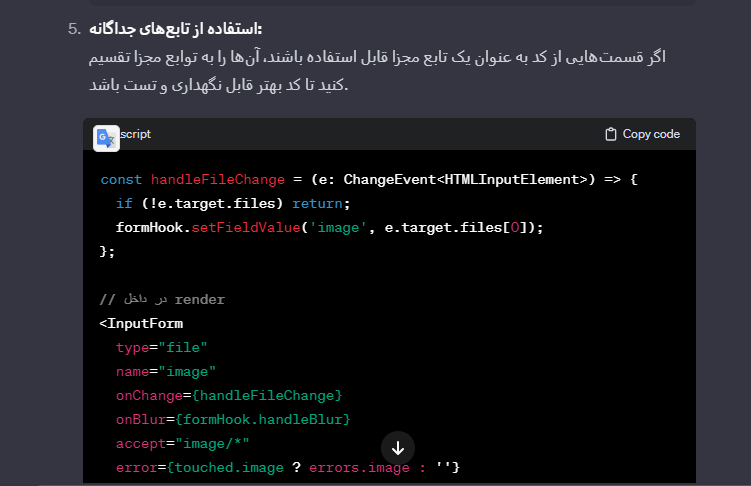 5. استفاده از تابع‌های جداگانه:
اگر قسمت‌هایی از کد به عنوان یک تابع مجزا قابل استفاده باشند، آن‌ها را به توابع مجزا تقسیم
کنید تا کد بهتر قابل نگهداری و تست باشد.
script Copy code
const handleFileChange = (e: ChangeEvent<HTMLInputElement>) => {
  if (!e.target.files) return;
  formHook.setFieldValue('image', e.target.files[0]);
};
// در داخل render
<InputForm
  type="file"
  name="image"
  onChange={handleFileChange}
  onBlur={formHook.handleBlur}
  accept="image/*"
  error={touched.image ? errors.image : ''}